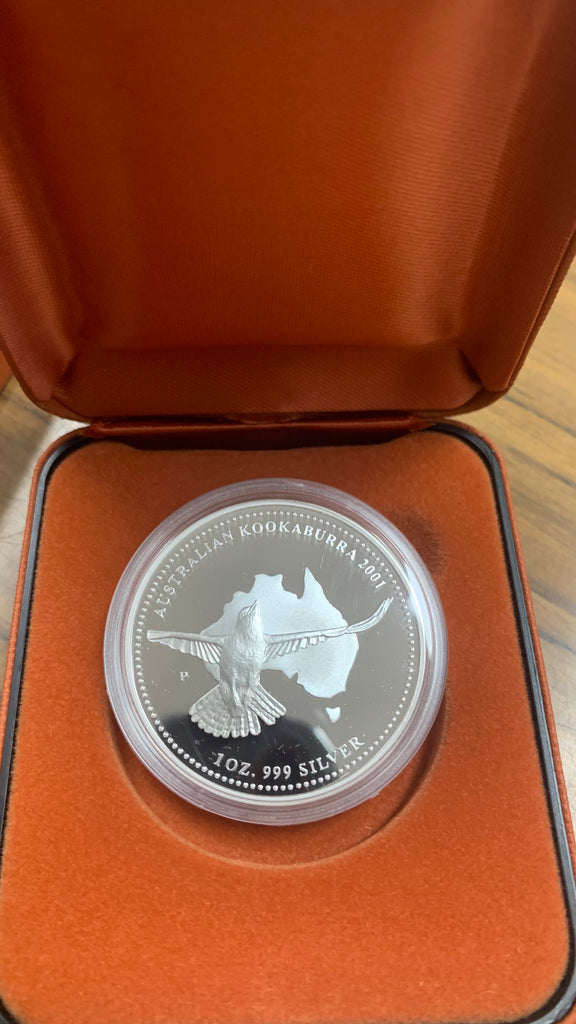 AUSTRALIAN KOOKABURRA 2001
P
1OZ. 999 SILVER